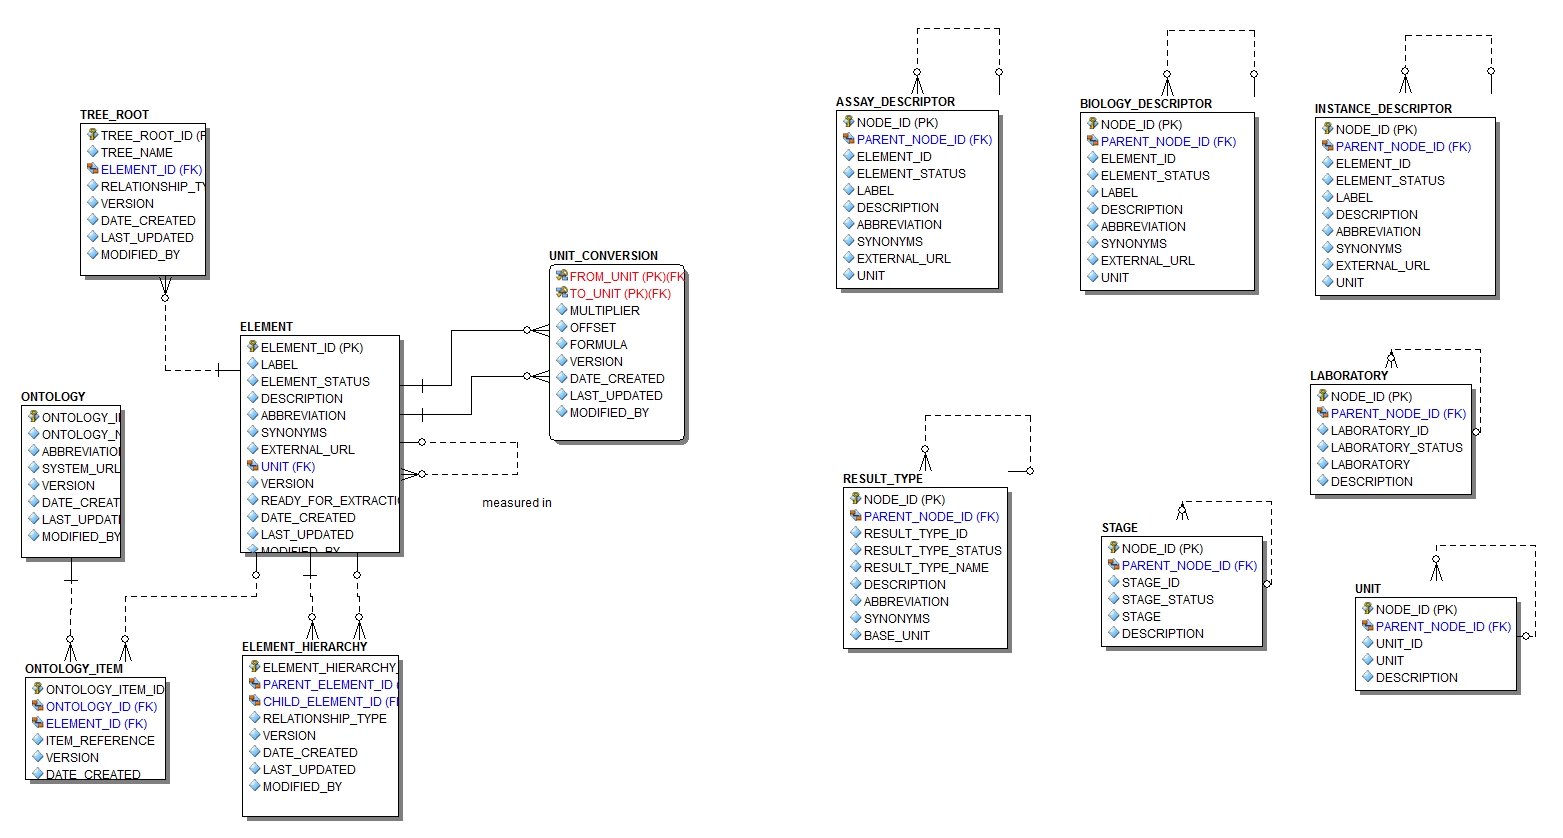 TREE_ROOT
TREE_ROOT_ID (P
TREE_NAME
ELEMENT_ID (FK)
RELATIONSHIP_TY
VERSION
DATE_CREATED
LAST_UPDATED
MODIFIED_BY
ONTOLOGY
ONTOLOGY_I
ONTOLOGY_N
ABBREVIATIO
SYSTEM_URL
VERSION
DATE_CREAT
LAST_UPDAT
MODIFIED_BY
ONTOLOGY_ITEM
ONTOLOGY_ITEM_ID
ONTOLOGY_ID (FK)
ELEMENT_ID (FK)
ITEM_REFERENCE
VERSION
DATE_CREATED
ELEMENT
ELEMENT_ID (PK)
LABEL
ELEMENT_STATUS
DESCRIPTION
ABBREVIATION
SYNONYMS
EXTERNAL_URL
UNIT (FK)
VERSION
READY_FOR_EXTRACTI
DATE_CREATED
LAST_UPDATED
MODIFIED_BY
measured in
ELEMENT_HIERARCHY
ELEMENT_HIERARCHY_
PARENT_ELEMENT_ID (
CHILD_ELEMENT_ID (F
RELATIONSHIP_TYPE
VERSION
DATE_CREATED
LAST_UPDATED
MODIFIED_BY
UNIT_CONVERSION
FROM_UNIT (PK)(FK
TO_UNIT (PK)(FK)
MULTIPLIER
OFFSET
FORMULA
VERSION
DATE_CREATED
LAST_UPDATED
MODIFIED_BY
ASSAY_DESCRIPTOR
NODE_ID (PK)
PARENT_NODE_ID (FK)
ELEMENT_ID
ELEMENT_STATUS
LABEL
DESCRIPTION
ABBREVIATION
SYNONYMS
EXTERNAL_URL
UNIT
BIOLOGY_DESCRIPTOR
NODE_ID (PK)
PARENT_NODE_ID (FK)
ELEMENT_ID
ELEMENT_STATUS
LABEL
DESCRIPTION
ABBREVIATION
SYNONYMS
EXTERNAL_URL
UNIT
INSTANCE_DESCRIPTOR
NODE_ID (PK)
PARENT_NODE_ID (FK)
ELEMENT_ID
ELEMENT_STATUS
LABEL
DESCRIPTION
ABBREVIATION
SYNONYMS
EXTERNAL_URL
UNIT
LABORATORY
NODE_ID (PK)
PARENT_NODE_ID (FK)
LABORATORY_ID
LABORATORY_STATUS
LABORATORY
DESCRIPTION
RESULT_TYPE
NODE_ID (PK)
PARENT_NODE_ID (FK)
RESULT_TYPE_ID
RESULT_TYPE_STATUS
RESULT_TYPE_NAME
DESCRIPTION
ABBREVIATION
SYNONYMS
BASE_UNIT
STAGE
NODE_ID (PK)
PARENT_NODE_ID (FK)
STAGE_ID
STAGE_STATUS
STAGE
DESCRIPTION
UNIT
NODE_ID (PK)
PARENT_NODE_ID (FK)
UNIT_ID
UNIT
DESCRIPTION